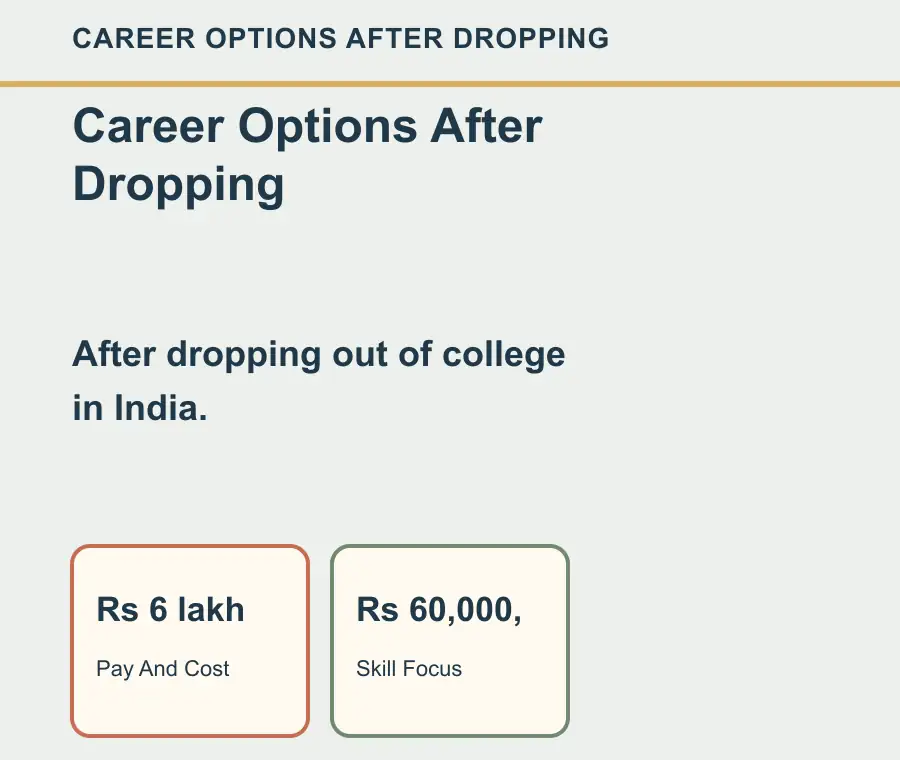 CAREER OPTIONS AFTER DROPPING
Career Options After
Dropping
After dropping out of college
in India.
Rs 6 lakh
Pay And Cost
Rs 60,000,
Skill Focus